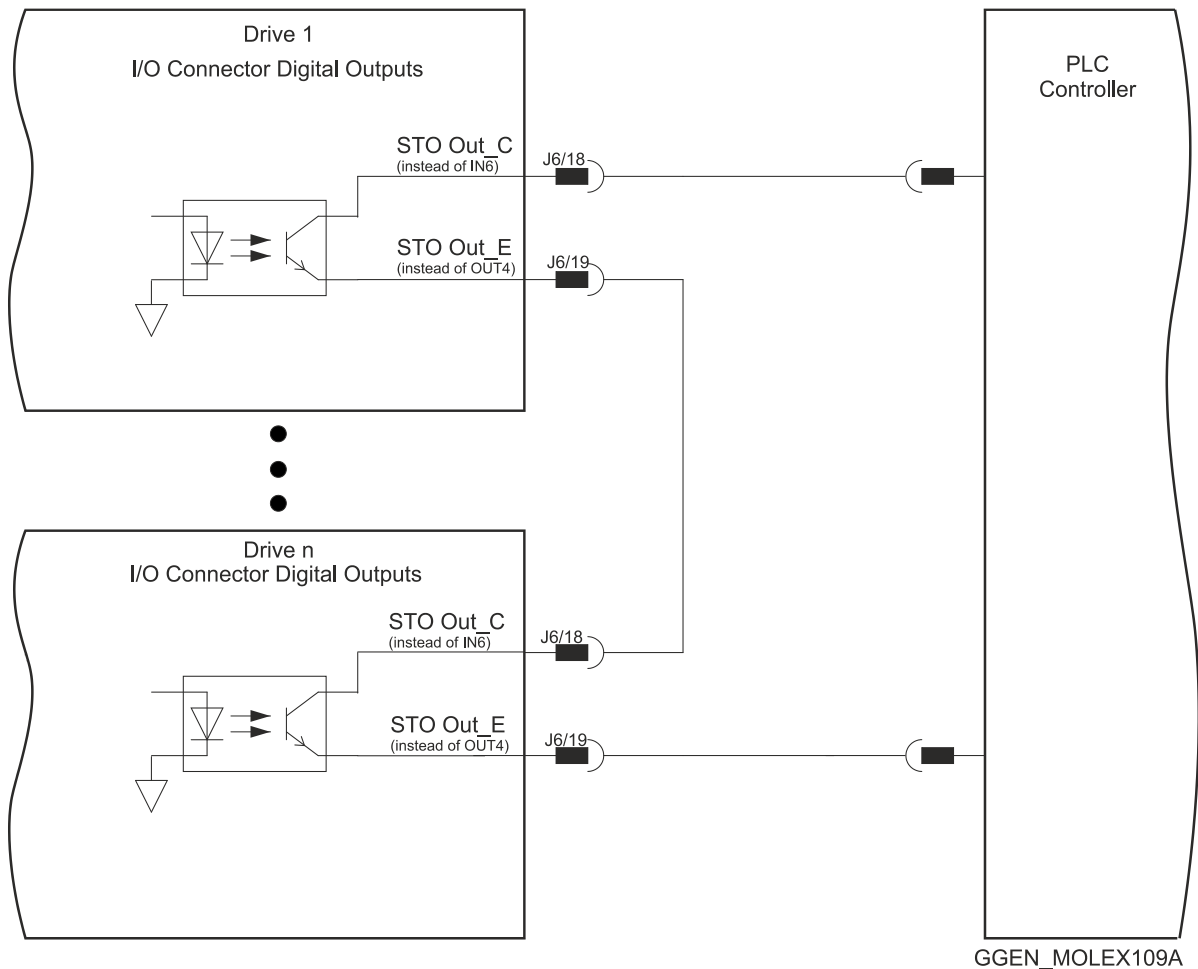 Drive 1
I/O Connector Digital Outputs
STO Out_C
(instead of IN6)
J6/18
STO Out_E
(instead of OUT4)
J6/19
PLC
Controller
Drive n
I/O Connector Digital Outputs
STO Out_C
(instead of IN6)
J6/18
STO Out_E
(instead of OUT4)
J6/19
GGEN_MOLEX109A